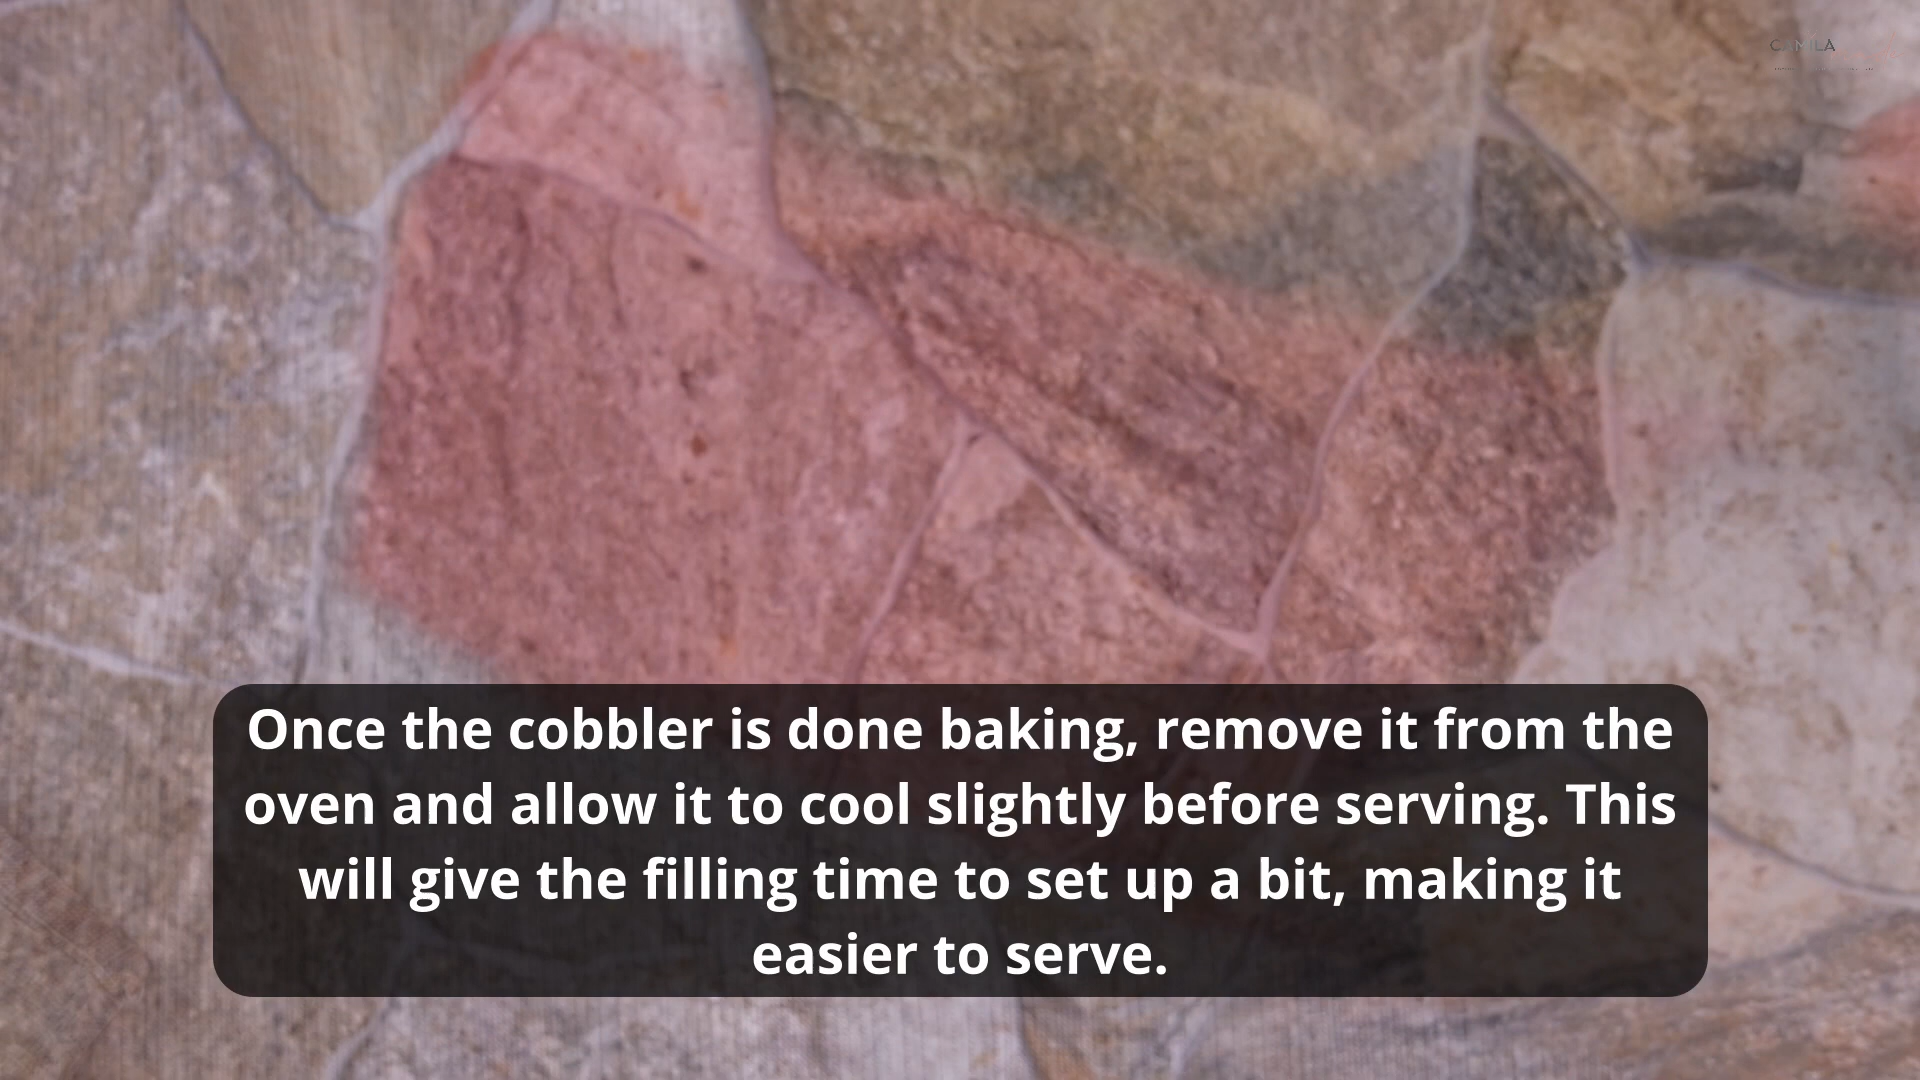 CAMILA
Once the cobbler is done baking, remove it from the
oven and allow it to cool slightly before serving. This
will give the filling time to set up a bit, making it
easier to serve.